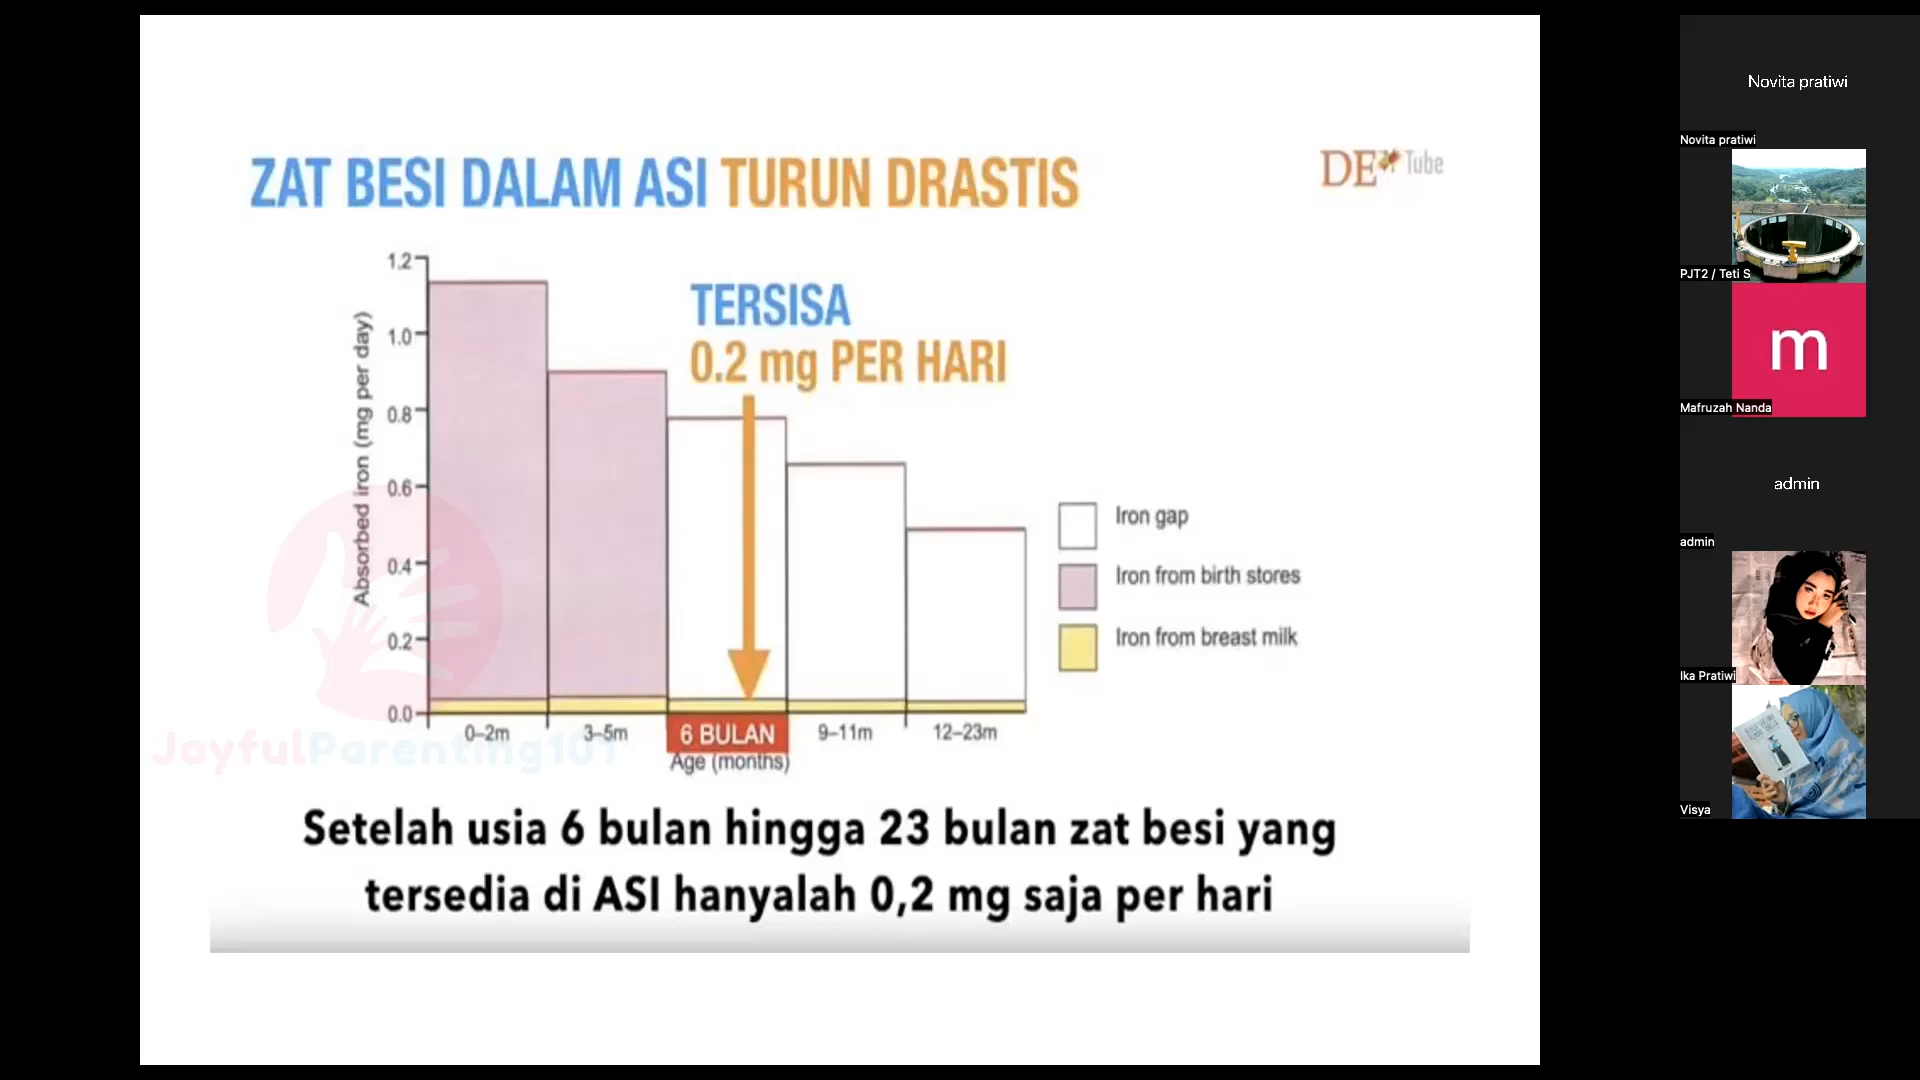 ZAT BESI DALAM ASI TURUN DRASTIS
DE Tube
TERSISA
0.2 mg PER HARI
Absorbed iron (mg per day)
1.2
1.0
0.8
0.6
0.4
0.2
0.0
0–2m
3–5m
6 BULAN
9–11m
12–23m
Age (months)
Iron gap
Iron from birth stores
Iron from breast milk
JoyfulParenting101
Setelah usia 6 bulan hingga 23 bulan zat besi yang
tersedia di ASI hanyalah 0,2 mg saja per hari
Novita pratiwi
Novita pratiwi
PJT2 / Teti S
m
Mafruzah Nanda
admin
admin
Ika Pratiwi
Visya